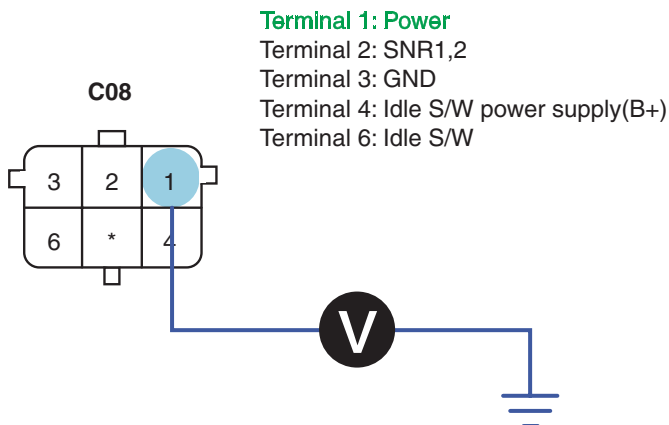 Terminal 1: Power
Terminal 2: SNR1,2
Terminal 3: GND
Terminal 4: Idle S/W power supply(B+)
Terminal 6: Idle S/W
C08
3 2 1
6 * 4
V